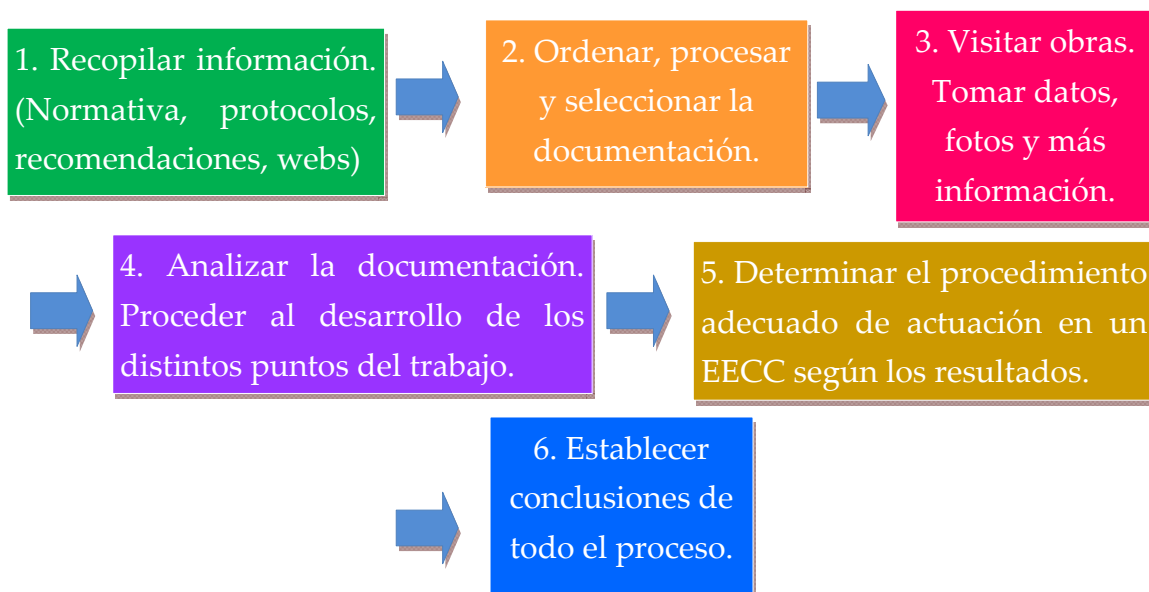 1. Recopilar información.
(Normativa, protocolos,
recomendaciones, webs)
2. Ordenar, procesar
y seleccionar la
documentación.
3. Visitar obras.
Tomar datos,
fotos y más
información.
4. Analizar la documentación.
Proceder al desarrollo de los
distintos puntos del trabajo.
5. Determinar el procedimiento
adecuado de actuación en un
EECC según los resultados.
6. Establecer
conclusiones de
todo el proceso.